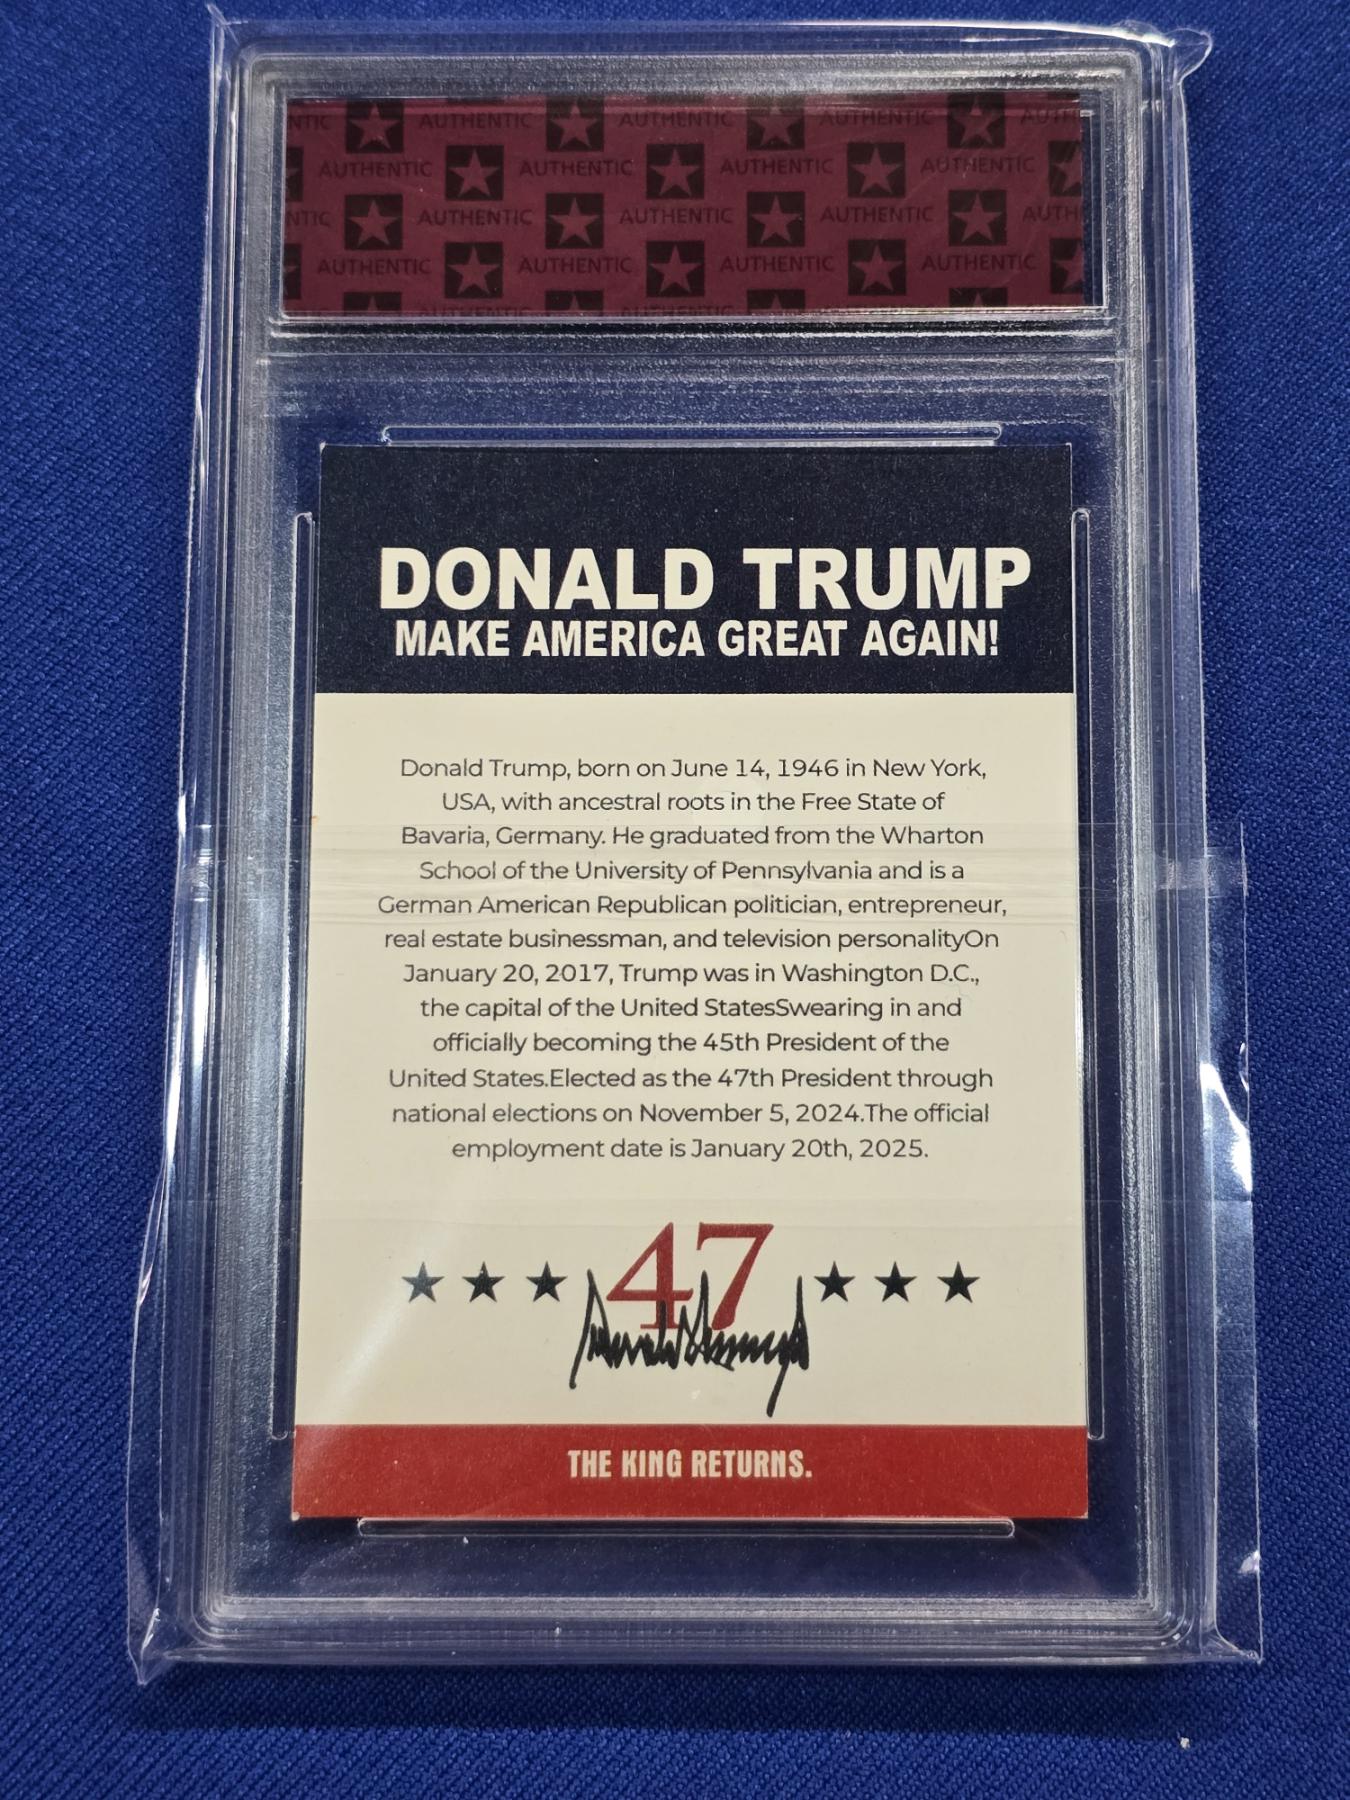 NTIC AUTHENTIC AUTHENTIC AUTHENTIC AUTH
AUTHENTIC AUTHENTIC AUTHENTIC AUTHENTIC
NTIC AUTHENTIC AUTHENTIC AUTHENTIC AUTH
AUTHENTIC AUTHENTIC AUTHENTIC AUTHENTIC
DONALD TRUMP
MAKE AMERICA GREAT AGAIN!
Donald Trump, born on June 14, 1946 in New York,
USA, with ancestral roots in the Free State of
Bavaria, Germany. He graduated from the Wharton
School of the University of Pennsylvania and is a
German American Republican politician, entrepreneur,
real estate businessman, and television personalityOn
January 20, 2017, Trump was in Washington D.C.,
the capital of the United StatesSwearing in and
officially becoming the 45th President of the
United States.Elected as the 47th President through
national elections on November 5, 2024.The official
employment date is January 20th, 2025.
47
THE KING RETURNS.